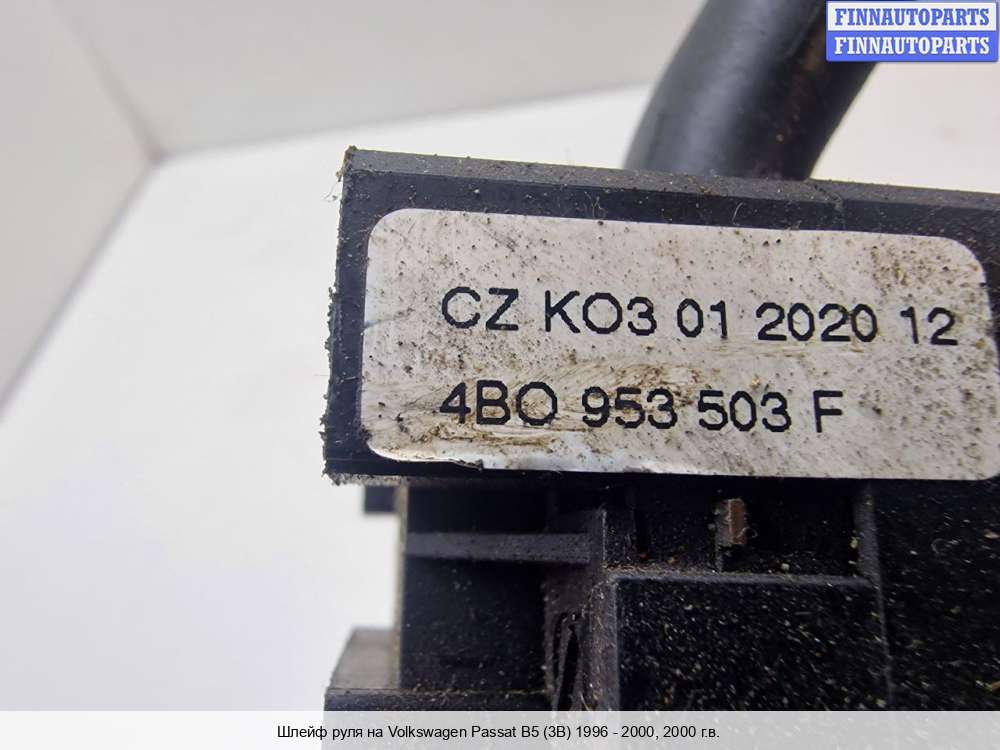 FINNAUTOPARTS
FINNAUTOPARTS
CZ KO3 01 2020 12
4BO 953 503 F
Шлейф руля на Volkswagen Passat B5 (3B) 1996 - 2000, 2000 г.в.